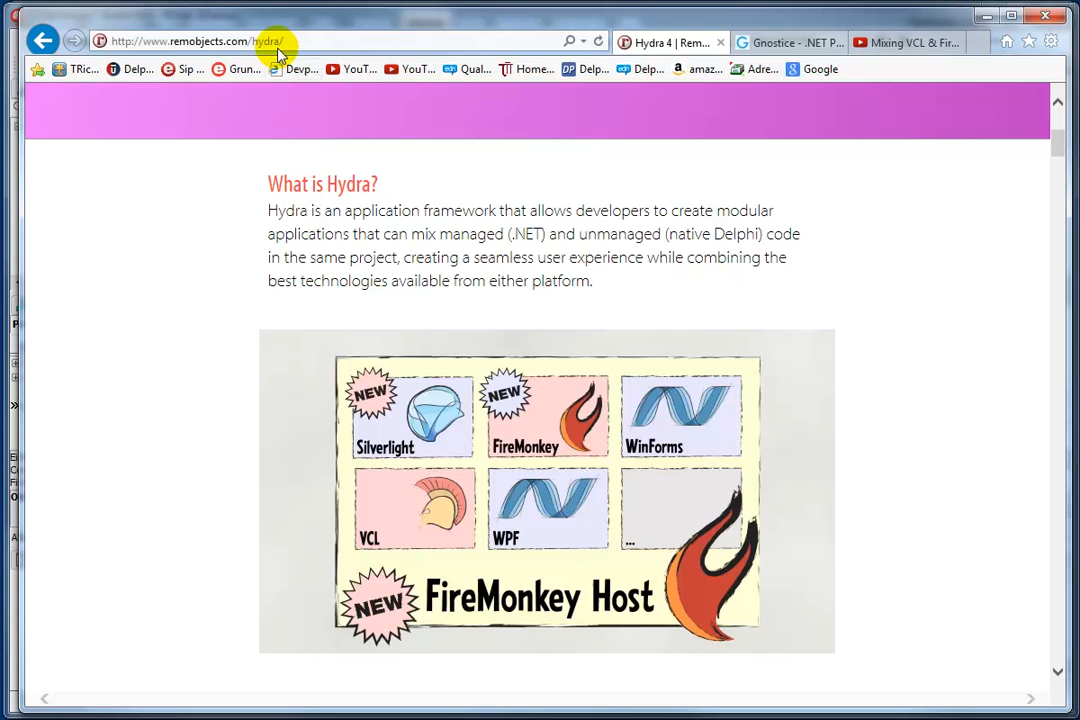 http://www.remobjects.com/hydra/
Hydra 4 | Rem...
Gnostice - .NET P...
Mixing VCL & Fir...
TRic...
Delp...
Sip ...
Grun...
Devp...
YouT...
YouT...
Qual...
Home...
Delp...
Delp...
amaz...
Adre...
Google
What is Hydra?
Hydra is an application framework that allows developers to create modular
applications that can mix managed (.NET) and unmanaged (native Delphi) code
in the same project, creating a seamless user experience while combining the
best technologies available from either platform.
NEW
Silverlight
NEW
FireMonkey
WinForms
VCL
WPF
...
NEW
FireMonkey Host